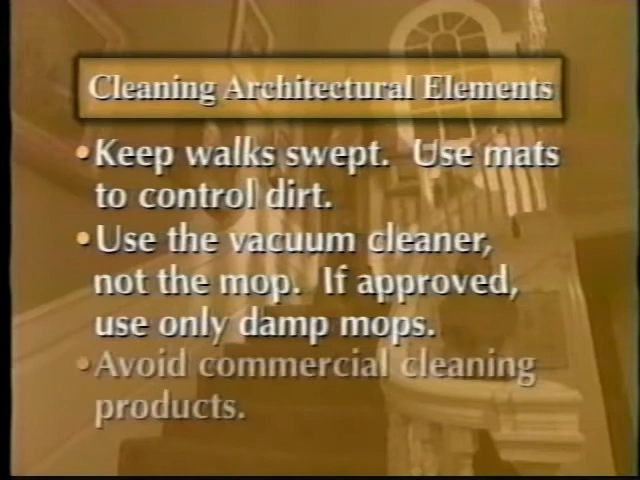 Cleaning Architectural Elements
•Keep walks swept. Use mats
to control dirt.
•Use the vacuum cleaner,
not the mop. If approved,
use only damp mops.
•Avoid commercial cleaning
products.